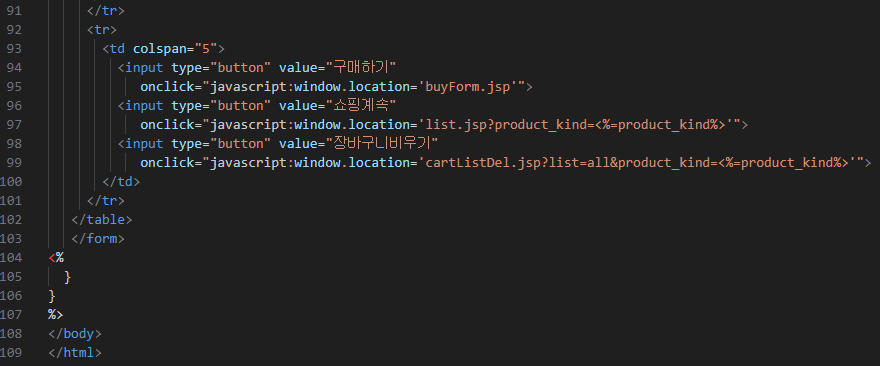 91 </tr>
92 <tr>
93 <td colspan="5">
94 <input type="button" value="구매하기"
95 onclick="javascript:window.location='buyForm.jsp'">
96 <input type="button" value="쇼핑계속"
97 onclick="javascript:window.location='list.jsp?product_kind=<%=product_kind%>'">
98 <input type="button" value="장바구니비우기"
99 onclick="javascript:window.location='cartListDel.jsp?list=all&product_kind=<%=product_kind%>'">
100 </td>
101 </tr>
102 </table>
103 </form>
104 <%
105 }
106 }
107 %>
108 </body>
109 </html>